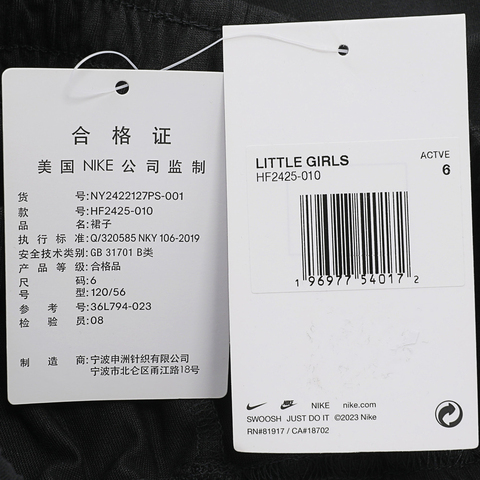 合格证
美国NIKE公司监制
货号:NY2422127PS-001
款号:HF2425-010
品名:裙子
执行标准:Q/320585 NKY 106-2019
安全技术类别:GB 31701 B类
产品等级:合格品
尺码:6
号型:120/56
参考号:36L794-023
检验员:08
制造商:宁波申洲针织有限公司
宁波市北仑区甬江路18号
LITTLE GIRLS
HF2425-010
ACTVE
6
1 96977 54017 2
NIKE nike.com
SWOOSH JUST DO IT ©2023 Nike
RN#81917 / CA#18702